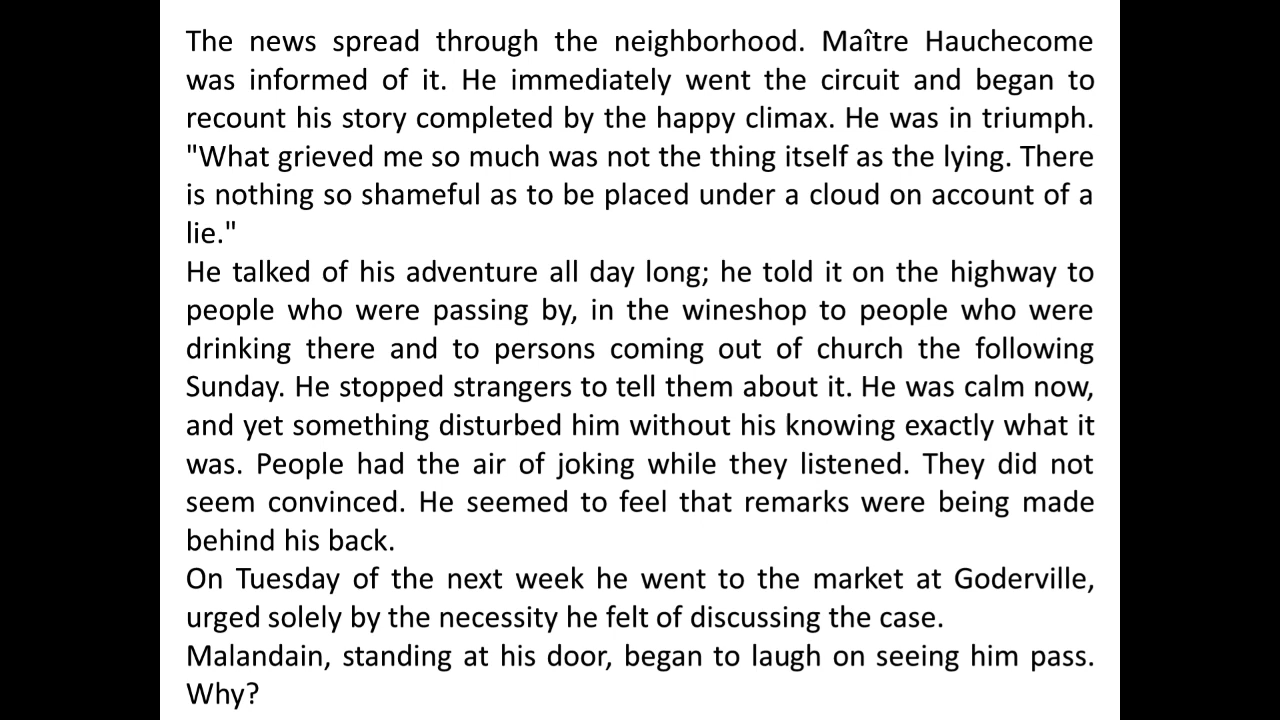 The news spread through the neighborhood. Maître Hauchecome
was informed of it. He immediately went the circuit and began to
recount his story completed by the happy climax. He was in triumph.
"What grieved me so much was not the thing itself as the lying. There
is nothing so shameful as to be placed under a cloud on account of a
lie."
He talked of his adventure all day long; he told it on the highway to
people who were passing by, in the wineshop to people who were
drinking there and to persons coming out of church the following
Sunday. He stopped strangers to tell them about it. He was calm now,
and yet something disturbed him without his knowing exactly what it
was. People had the air of joking while they listened. They did not
seem convinced. He seemed to feel that remarks were being made
behind his back.
On Tuesday of the next week he went to the market at Goderville,
urged solely by the necessity he felt of discussing the case.
Malandain, standing at his door, began to laugh on seeing him pass.
Why?